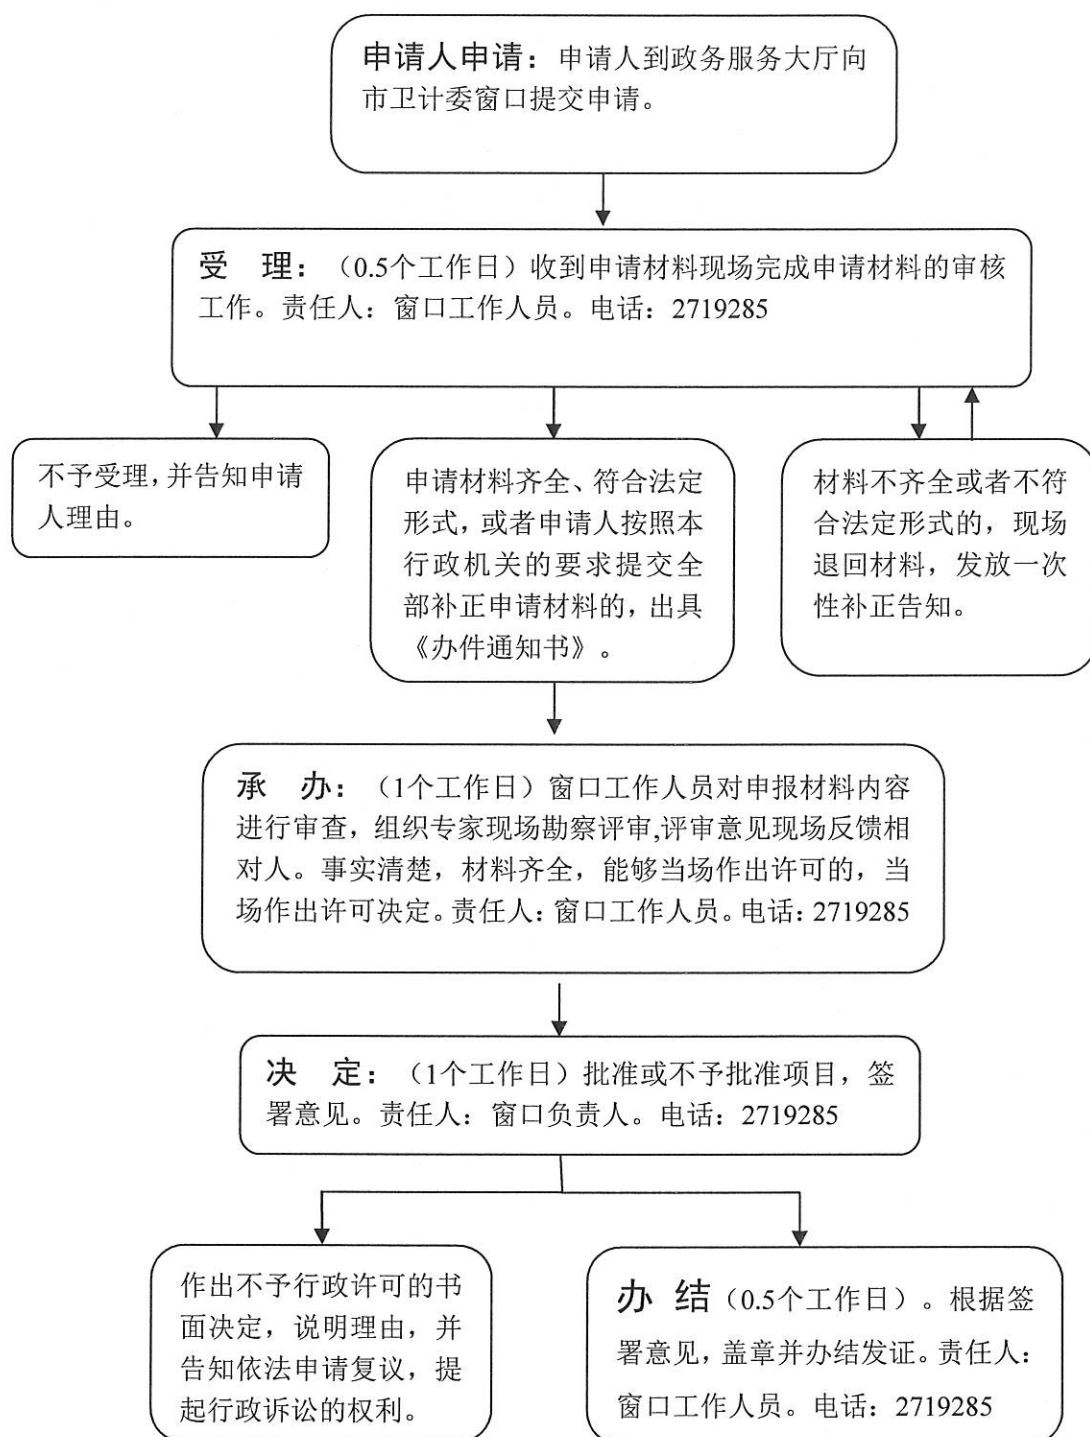 申请人申请：申请人到政务服务大厅向
市卫计委窗口提交申请。
受　理：（0.5个工作日）收到申请材料现场完成申请材料的审核
工作。责任人：窗口工作人员。电话：2719285
不予受理，并告知申请
人理由。
申请材料齐全、符合法定
形式，或者申请人按照本
行政机关的要求提交全
部补正申请材料的，出具
《办件通知书》。
材料不齐全或者不符
合法定形式的，现场
退回材料，发放一次
性补正告知。
承　办：（1个工作日）窗口工作人员对申报材料内容
进行审查，组织专家现场勘察评审,评审意见现场反馈相
对人。事实清楚，材料齐全，能够当场作出许可的，当
场作出许可决定。责任人：窗口工作人员。电话：2719285
决　定：（1个工作日）批准或不予批准项目，签
署意见。责任人：窗口负责人。电话：2719285
作出不予行政许可的书
面决定，说明理由，并
告知依法申请复议，提
起行政诉讼的权利。
办 结（0.5个工作日）。根据签
署意见，盖章并办结发证。责任人：
窗口工作人员。电话：2719285